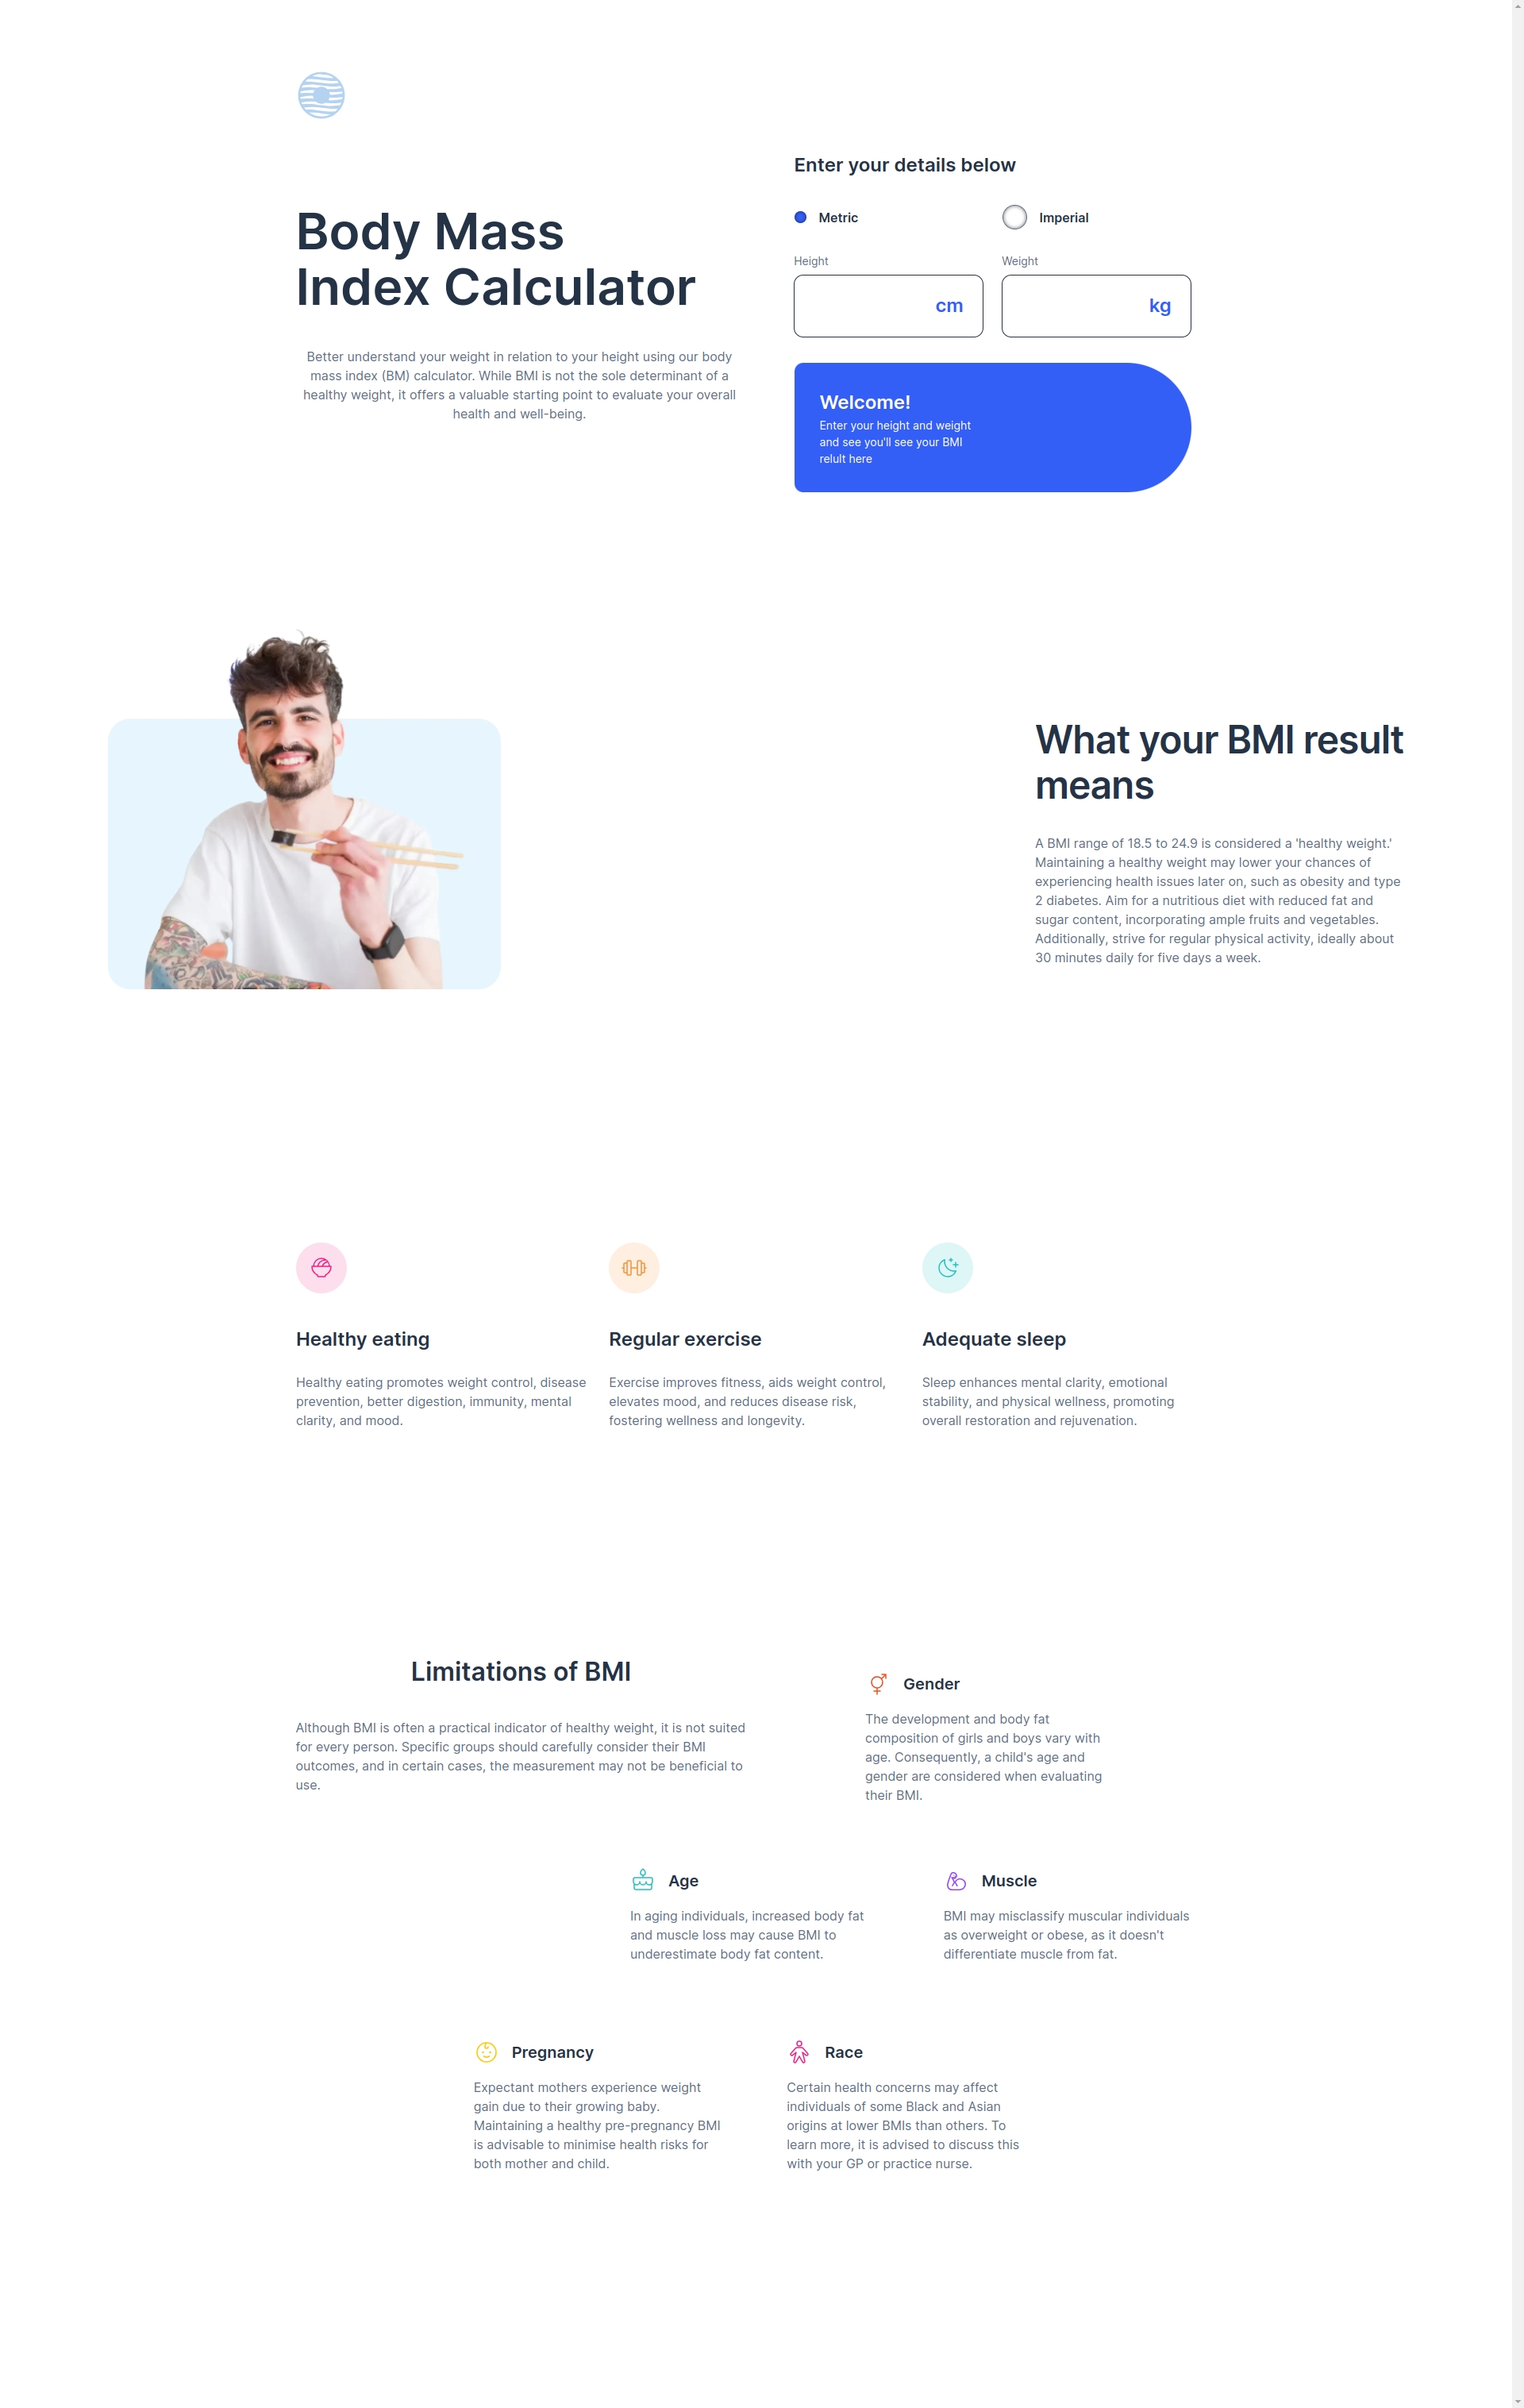 Body Mass
Index Calculator
Better understand your weight in relation to your height using our body
mass index (BM) calculator. While BMI is not the sole determinant of a
healthy weight, it offers a valuable starting point to evaluate your overall
health and well-being.
Enter your details below
Metric
Imperial
Height
Weight
cm
kg
Welcome!
Enter your height and weight
and see you'll see your BMI
relult here
What your BMI result
means
A BMI range of 18.5 to 24.9 is considered a 'healthy weight.'
Maintaining a healthy weight may lower your chances of
experiencing health issues later on, such as obesity and type
2 diabetes. Aim for a nutritious diet with reduced fat and
sugar content, incorporating ample fruits and vegetables.
Additionally, strive for regular physical activity, ideally about
30 minutes daily for five days a week.
Healthy eating
Healthy eating promotes weight control, disease
prevention, better digestion, immunity, mental
clarity, and mood.
Regular exercise
Exercise improves fitness, aids weight control,
elevates mood, and reduces disease risk,
fostering wellness and longevity.
Adequate sleep
Sleep enhances mental clarity, emotional
stability, and physical wellness, promoting
overall restoration and rejuvenation.
Limitations of BMI
Although BMI is often a practical indicator of healthy weight, it is not suited
for every person. Specific groups should carefully consider their BMI
outcomes, and in certain cases, the measurement may not be beneficial to
use.
Gender
The development and body fat
composition of girls and boys vary with
age. Consequently, a child's age and
gender are considered when evaluating
their BMI.
Age
In aging individuals, increased body fat
and muscle loss may cause BMI to
underestimate body fat content.
Muscle
BMI may misclassify muscular individuals
as overweight or obese, as it doesn't
differentiate muscle from fat.
Pregnancy
Expectant mothers experience weight
gain due to their growing baby.
Maintaining a healthy pre-pregnancy BMI
is advisable to minimise health risks for
both mother and child.
Race
Certain health concerns may affect
individuals of some Black and Asian
origins at lower BMIs than others. To
learn more, it is advised to discuss this
with your GP or practice nurse.